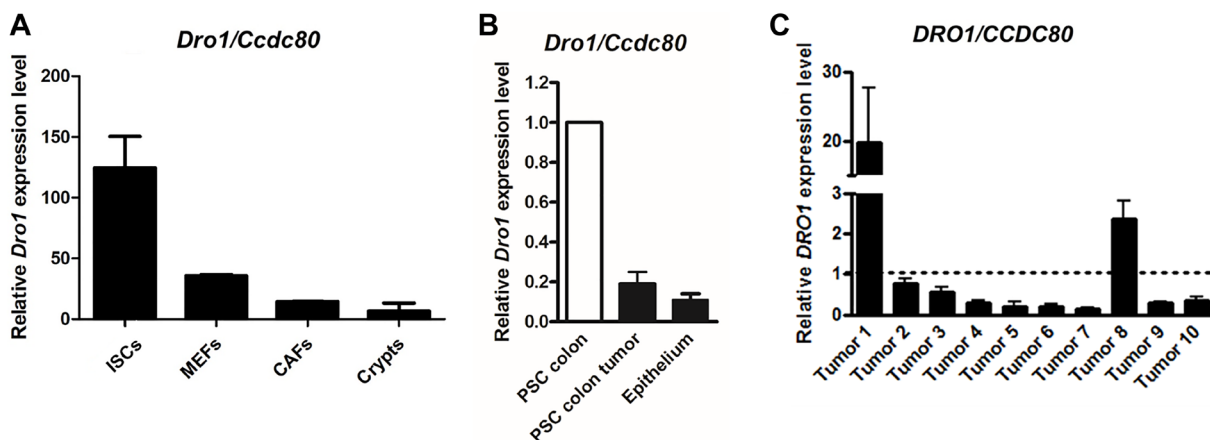 A
Dro1/Ccdc80
Relative Dro1 expression level
200
150
100
50
0
ISCs
MEFs
CAFs
Crypts
B
Dro1/Ccdc80
Relative Dro1 expression level
1.2
1.0
0.8
0.6
0.4
0.2
0.0
PSC colon
PSC colon tumor
Epithelium
C
DRO1/CCDC80
Relative DRO1 expression level
30
20
3
2
1
0
Tumor 1
Tumor 2
Tumor 3
Tumor 4
Tumor 5
Tumor 6
Tumor 7
Tumor 8
Tumor 9
Tumor 10